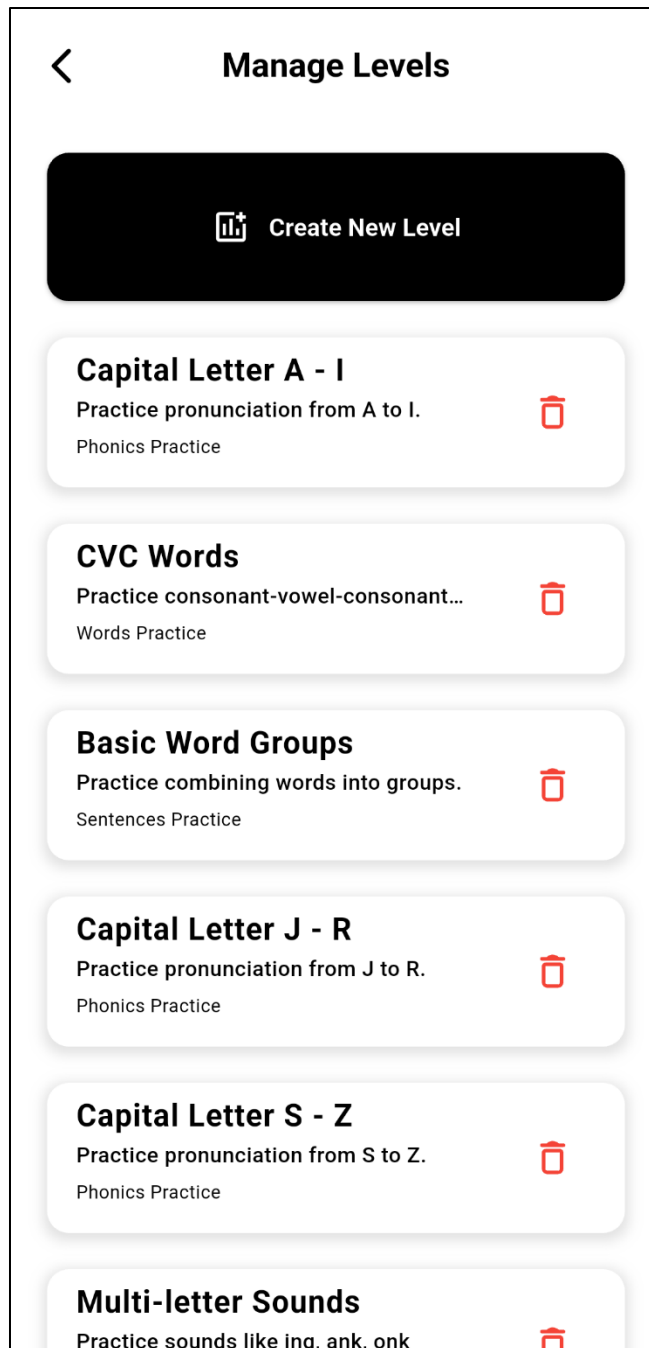 Manage Levels
Create New Level
Capital Letter A - I
Practice pronunciation from A to I.
Phonics Practice
CVC Words
Practice consonant-vowel-consonant...
Words Practice
Basic Word Groups
Practice combining words into groups.
Sentences Practice
Capital Letter J - R
Practice pronunciation from J to R.
Phonics Practice
Capital Letter S - Z
Practice pronunciation from S to Z.
Phonics Practice
Multi-letter Sounds
Practice sounds like ing, ank, onk